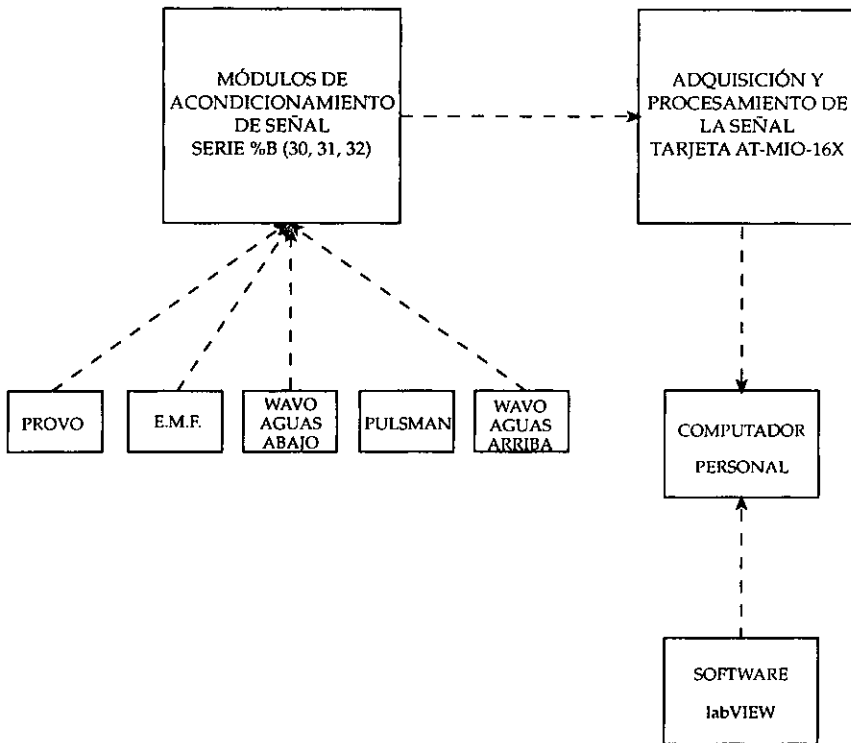 MÓDULOS DE
ACONDICIONAMIENTO
DE SEÑAL
SERIE %B (30, 31, 32)
ADQUISICIÓN Y
PROCESAMIENTO DE
LA SEÑAL
TARJETA AT-MIO-16X
PROVO
E.M.F.
WAVO
AGUAS
ABAJO
PULSMAN
WAVO
AGUAS
ARRIBA
COMPUTADOR
PERSONAL
SOFTWARE
labVIEW